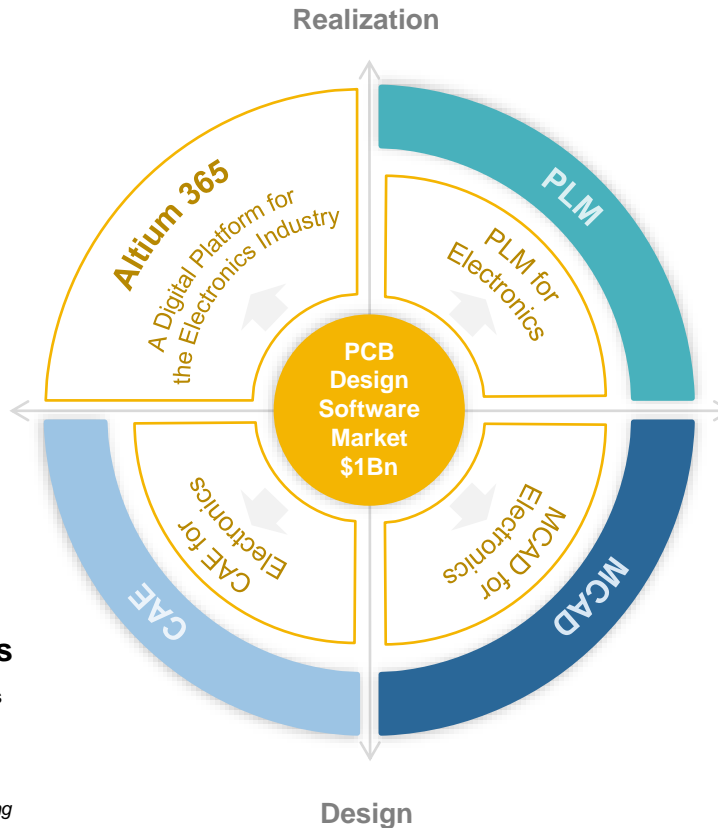 Realization
Altium 365
A Digital Platform for
the Electronics Industry
PLM
PLM for
Electronics
PCB
Design
Software
Market
$1Bn
CAE for
Electronics
CAE
MCAD for
Electronics
MCAD
Design